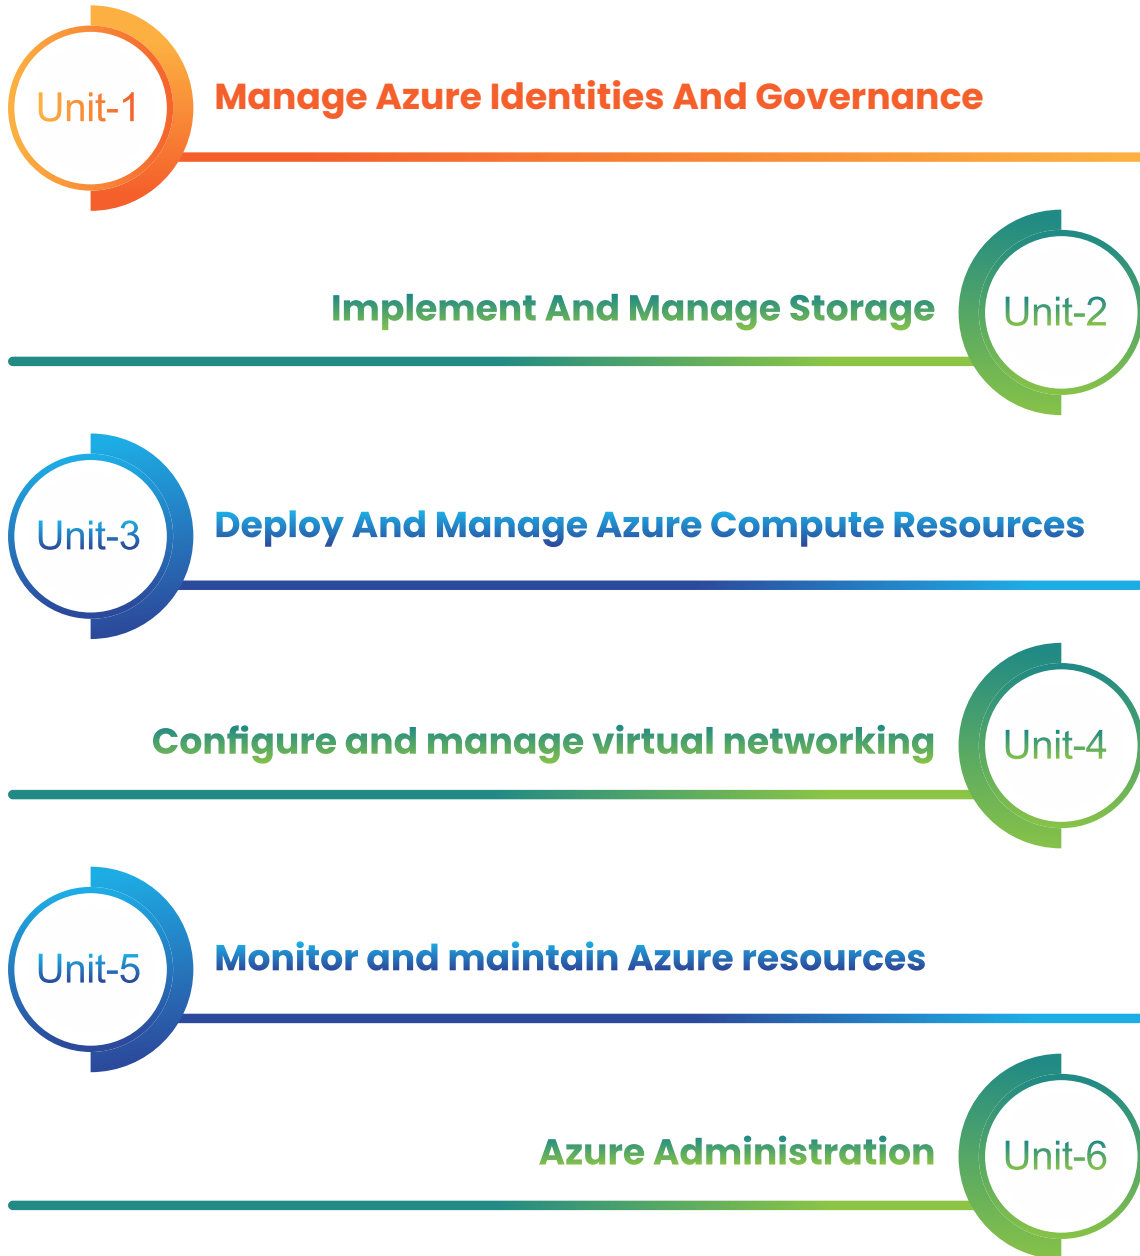 Unit-1
Manage Azure Identities And Governance
Implement And Manage Storage
Unit-2
Unit-3
Deploy And Manage Azure Compute Resources
Configure and manage virtual networking
Unit-4
Unit-5
Monitor and maintain Azure resources
Azure Administration
Unit-6